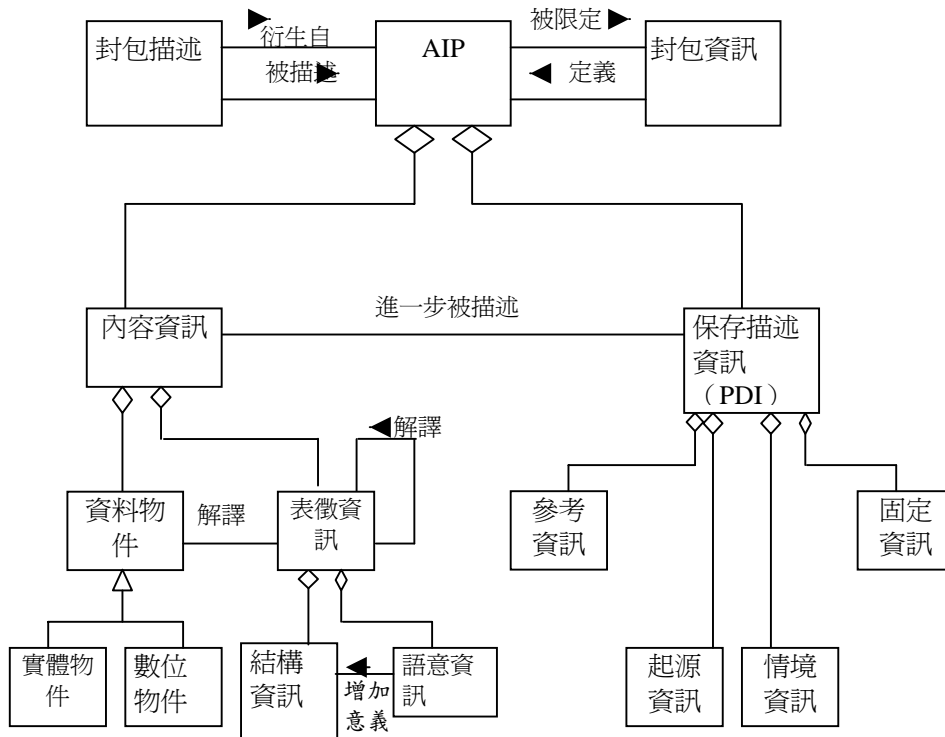 封包描述
衍生自
被描述
AIP
被限定
定義
封包資訊
內容資訊
進一步被描述
保存描述
資訊
（PDI）
解譯
資料物
件
解譯
表徵資
訊
參考
資訊
固定
資訊
實體物
件
數位
物件
結構
資訊
增加
意義
語意資
訊
起源
資訊
情境
資訊